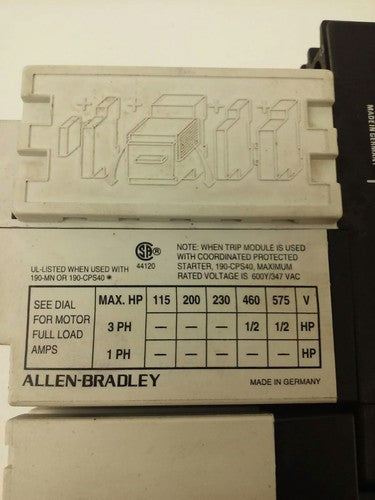 MADE IN GERMANY
SA
44120
UL-LISTED WHEN USED WITH
190-MN OR 190-CPS40
NOTE: WHEN TRIP MODULE IS USED
WITH COORDINATED PROTECTED
STARTER, 190-CPS40, MAXIMUM
RATED VOLTAGE IS 600Y/347 VAC
SEE DIAL
FOR MOTOR
FULL LOAD
AMPS
MAX. HP 115 200 230 460 575 V
3 PH — — — 1/2 1/2 HP
1 PH — — — — — HP
ALLEN-BRADLEY
MADE IN GERMANY